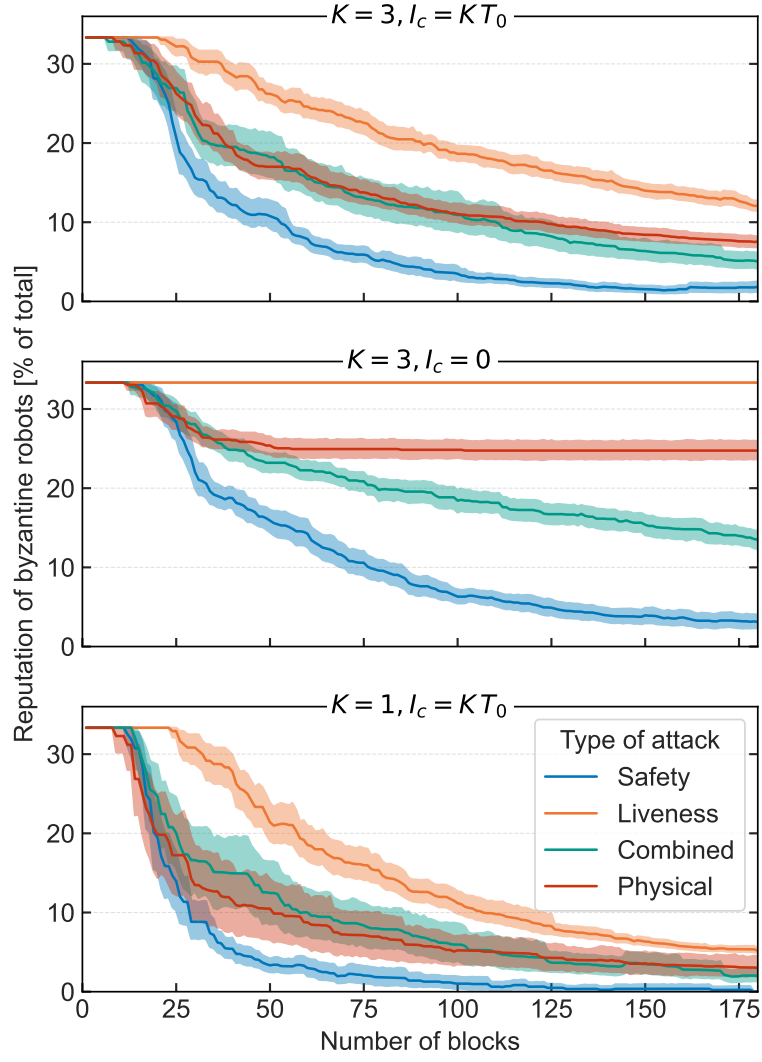 K = 3, I_c = KT_0
30
20
10
0
K = 3, I_c = 0
30
20
10
0
Reputation of byzantine robots [% of total]
K = 1, I_c = KT_0
30
20
10
0
Type of attack
Safety
Liveness
Combined
Physical
0 25 50 75 100 125 150 175
Number of blocks